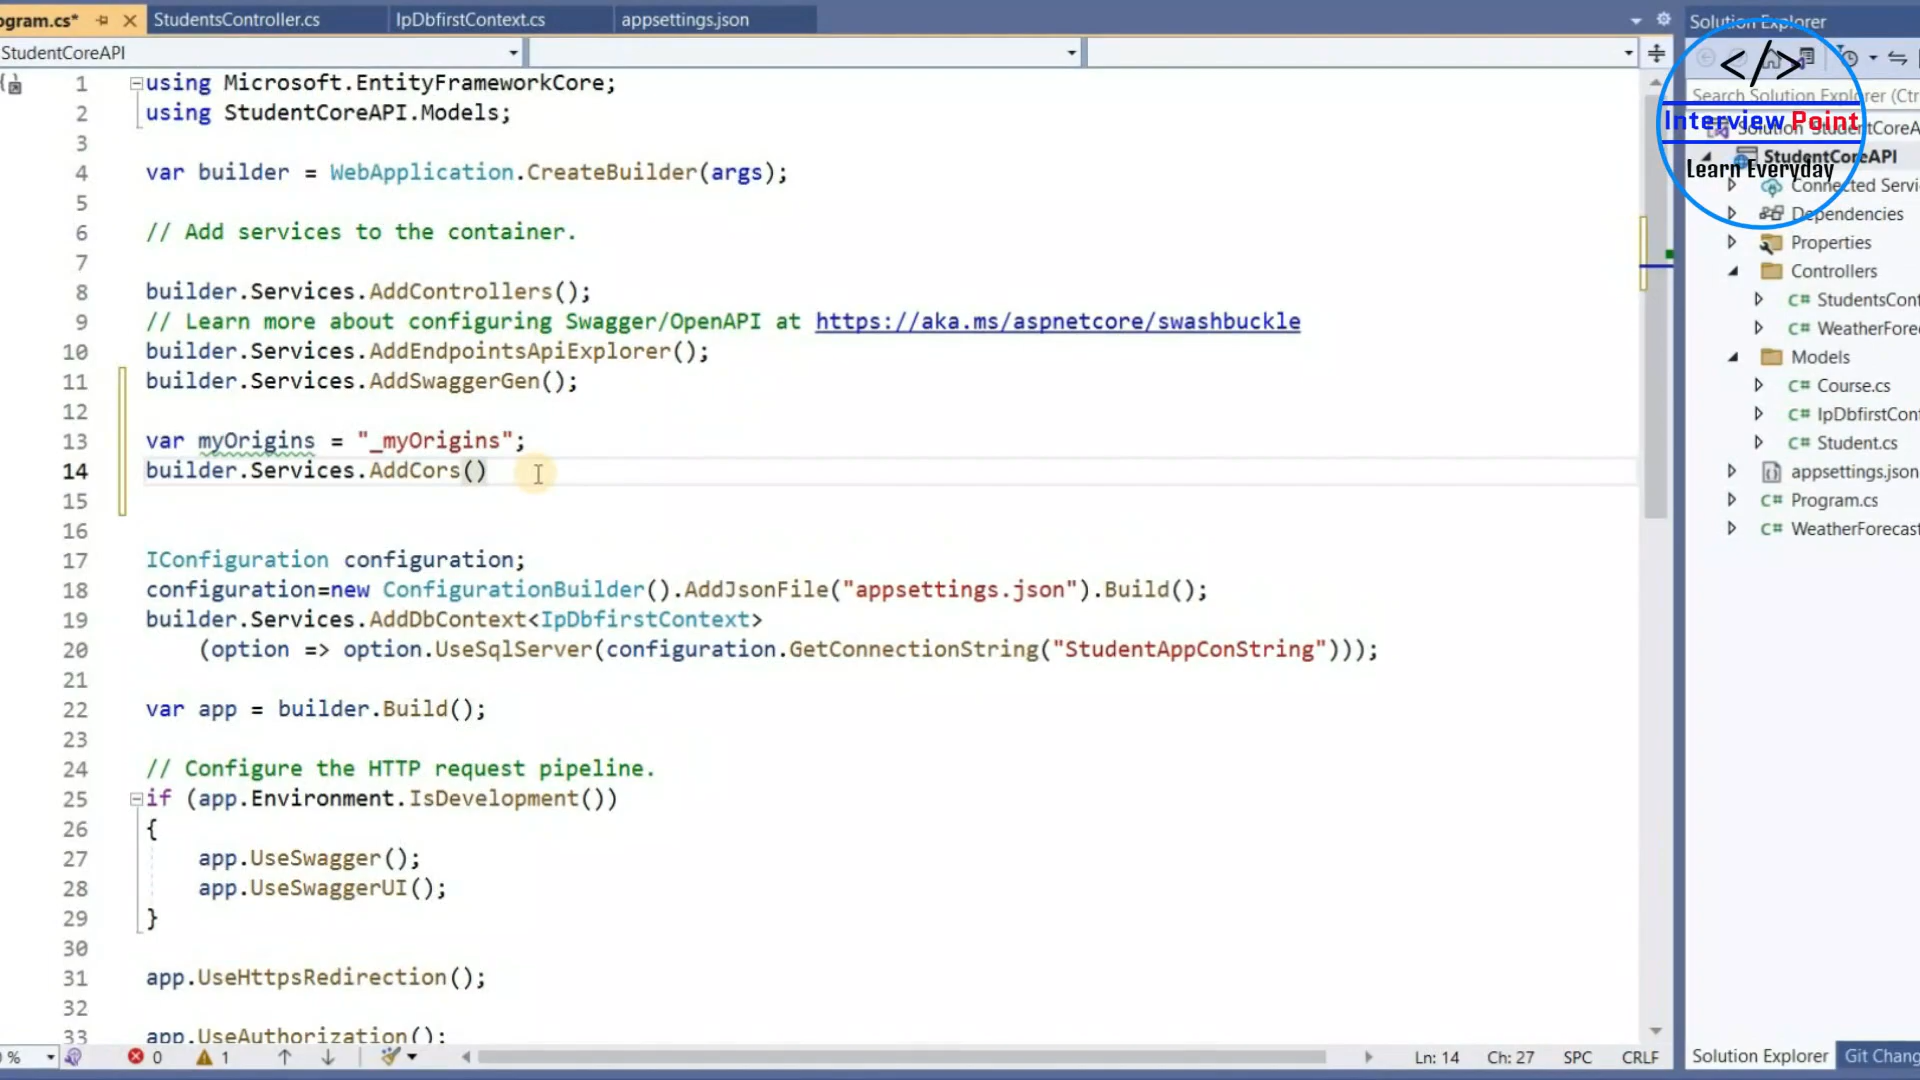 ogram.cs*
StudentsController.cs
IpDbfirstContext.cs
appsettings.json
StudentCoreAPI
1 using Microsoft.EntityFrameworkCore;
2 using StudentCoreAPI.Models;
3
4 var builder = WebApplication.CreateBuilder(args);
5
6 // Add services to the container.
7
8 builder.Services.AddControllers();
9 // Learn more about configuring Swagger/OpenAPI at https://aka.ms/aspnetcore/swashbuckle
10 builder.Services.AddEndpointsApiExplorer();
11 builder.Services.AddSwaggerGen();
12
13 var myOrigins = "_myOrigins";
14 builder.Services.AddCors()
15
16
17 IConfiguration configuration;
18 configuration=new ConfigurationBuilder().AddJsonFile("appsettings.json").Build();
19 builder.Services.AddDbContext<IpDbfirstContext>
20 (option => option.UseSqlServer(configuration.GetConnectionString("StudentAppConString")));
21
22 var app = builder.Build();
23
24 // Configure the HTTP request pipeline.
25 if (app.Environment.IsDevelopment())
26 {
27 app.UseSwagger();
28 app.UseSwaggerUI();
29 }
30
31 app.UseHttpsRedirection();
32
33 app.UseAuthorization();
% 0 1 Ln: 14 Ch: 27 SPC CRLF
Solution Explorer
</>
Search Solution Explorer (Ctr
Interview Point
Solution 'StudentCoreA
StudentCoreAPI
Learn Everyday
Connected Servi
Dependencies
Properties
Controllers
C# StudentsCont
C# WeatherFore
Models
C# Course.cs
C# IpDbfirstCon
C# Student.cs
appsettings.json
C# Program.cs
C# WeatherForecast
Solution Explorer
Git Chang